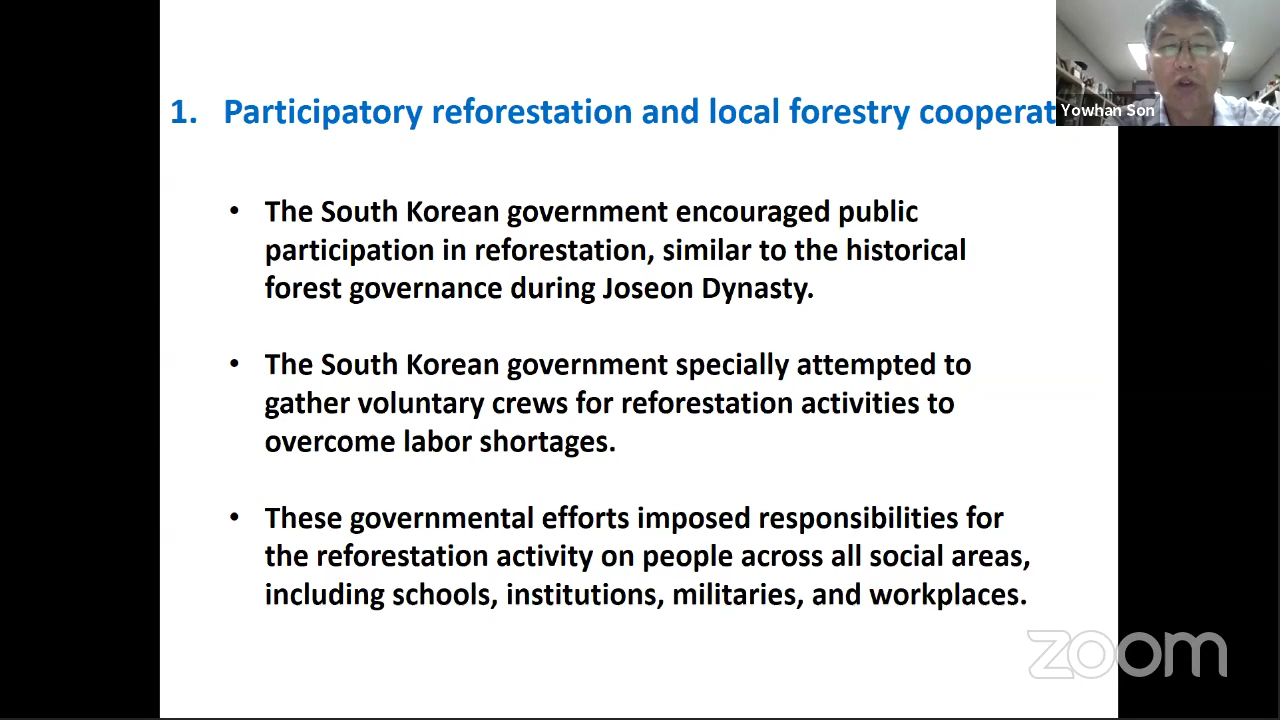 1. Participatory reforestation and local forestry cooperat
Yowhan Son
• The South Korean government encouraged public
participation in reforestation, similar to the historical
forest governance during Joseon Dynasty.
• The South Korean government specially attempted to
gather voluntary crews for reforestation activities to
overcome labor shortages.
• These governmental efforts imposed responsibilities for
the reforestation activity on people across all social areas,
including schools, institutions, militaries, and workplaces.
zoom